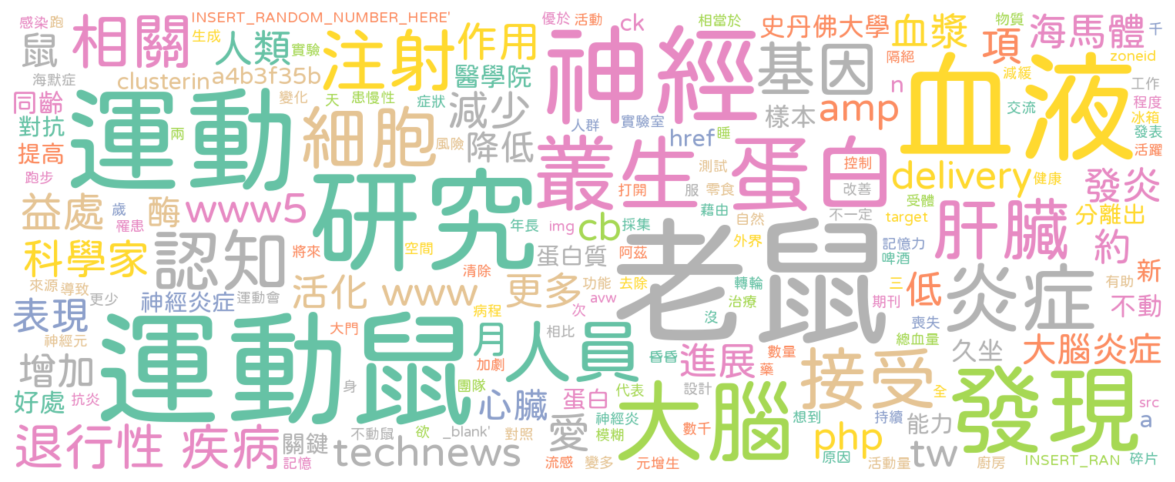 感染 跑 INSERT_RANDOM_NUMBER_HERE' 優於 活動 ck 相當於 史丹佛大學 血漿 物質 千
鼠 相關 生成 人類 實驗 注射 作用 神經 基因 隔絕 項 海馬體 zoneid
海默症 clusterin a4b3f35b 醫學院 減緩 工作
同齡 變化 天 患慢性 症狀 減少 樣本 amp n 血液 交流 程度 冰箱
對抗 運動 兩 細胞 風險 降低 人群 實驗室 href 睡 發表
提高 叢生 蛋白 測試 控制 活躍
跑步 研究 打開 服 零食 改善 delivery 健康 發炎
益處 歲 酶 www5 年長 img cb 採集 藉由 自然 不一定 受體 target 肝臟 分離出
罹患 將來 空間 蛋白質 阿茲 老鼠 外界 記憶力 約
科學家 認知 清除 啤酒
來源 導致 更少 神經炎症 運動會 活化 www 更多 功能 去除 轉輪 三 低 炎症 有助 新
表現 病程 avw 次 治療 期刊 不動
神經元 運動鼠 大門 月 人員 相比 沒 喪失
增加 加劇 昏昏 進展 數量 接受 總血量 久坐 大腦炎症
好處 抗炎 身 團隊 心臟 蛋白 代表 大腦 設計 藥 全 發現
欲 _blank' 對照 愛 神經炎 想到 持續 能力 src
退行性 疾病 關鍵 不動鼠 模糊 數千 php a
記憶 technews 流感 變多 元增生 原因 活動量 tw 廚房 INSERT_RAN 碎片